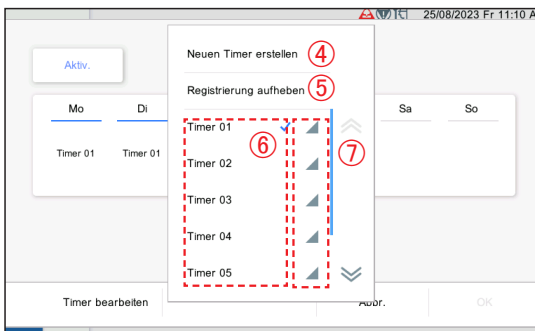 25/08/2023 Fr 11:10 A
Neuen Timer erstellen ④
Aktiv.
Registrierung aufheben ⑤
Mo Di Sa So
Timer 01 ⑥ ⑦
Timer 01 Timer 01
Timer 02
Timer 03
Timer 04
Timer 05
Timer bearbeiten Abbr. OK